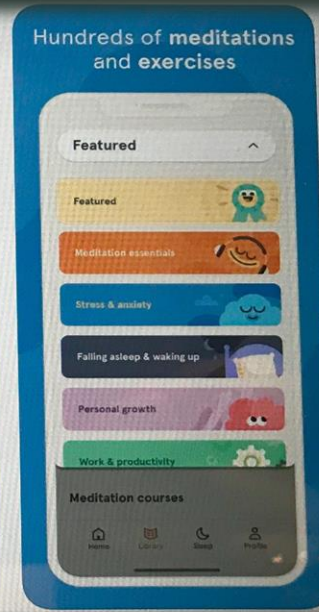 Hundreds of meditations
and exercises
Featured
Featured
Meditation essentials
Stress & anxiety
Falling asleep & waking up
Personal growth
Work & productivity
Meditation courses
Home
Library
Sleep
Profile